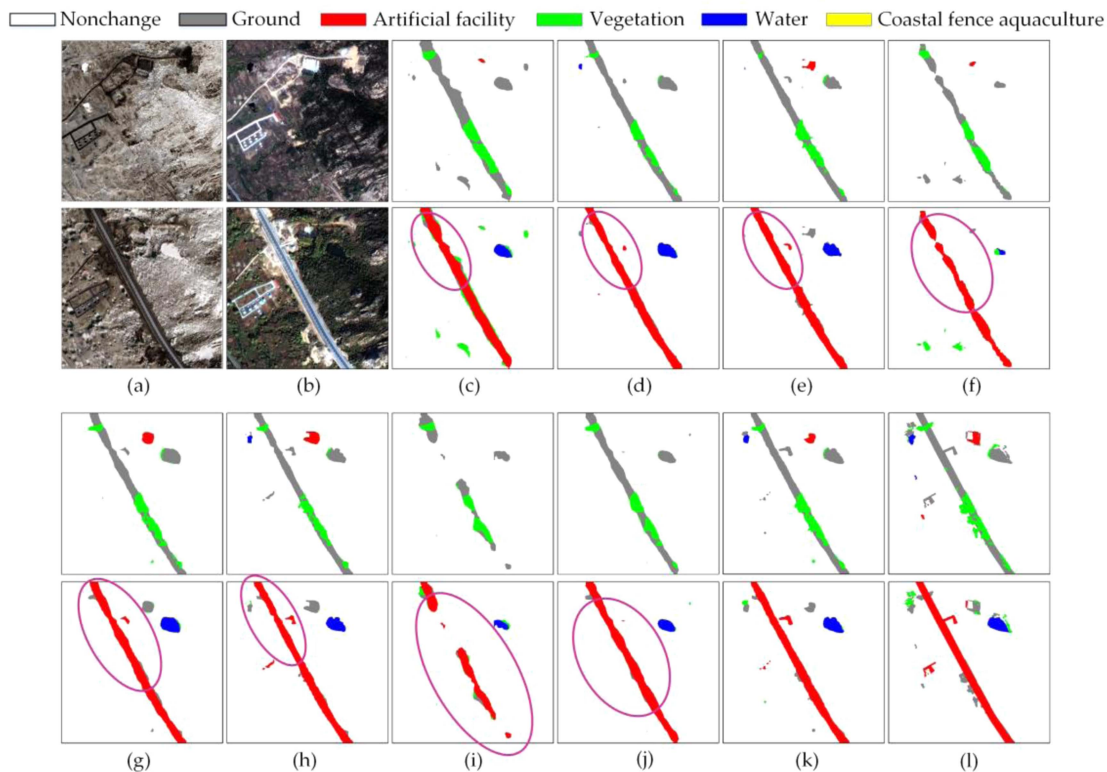 Nonchange Ground Artificial facility Vegetation Water Coastal fence aquaculture
(a) (b) (c) (d) (e) (f)
(g) (h) (i) (j) (k) (l)